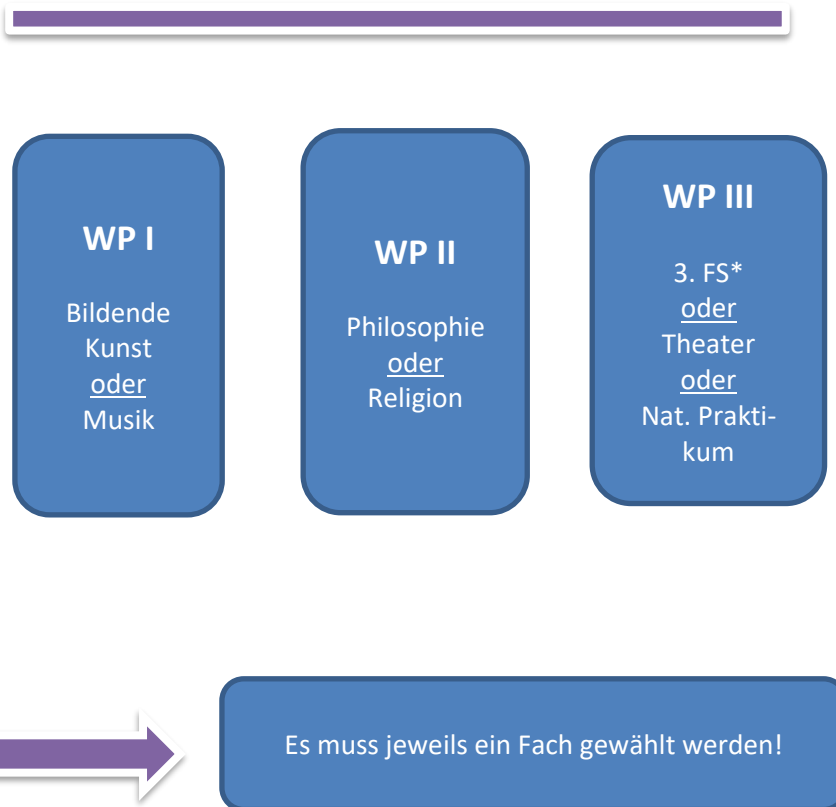 WP I
Bildende
Kunst
oder
Musik
WP II
Philosophie
oder
Religion
WP III
3. FS*
oder
Theater
oder
Nat. Prakti-
kum
Es muss jeweils ein Fach gewählt werden!